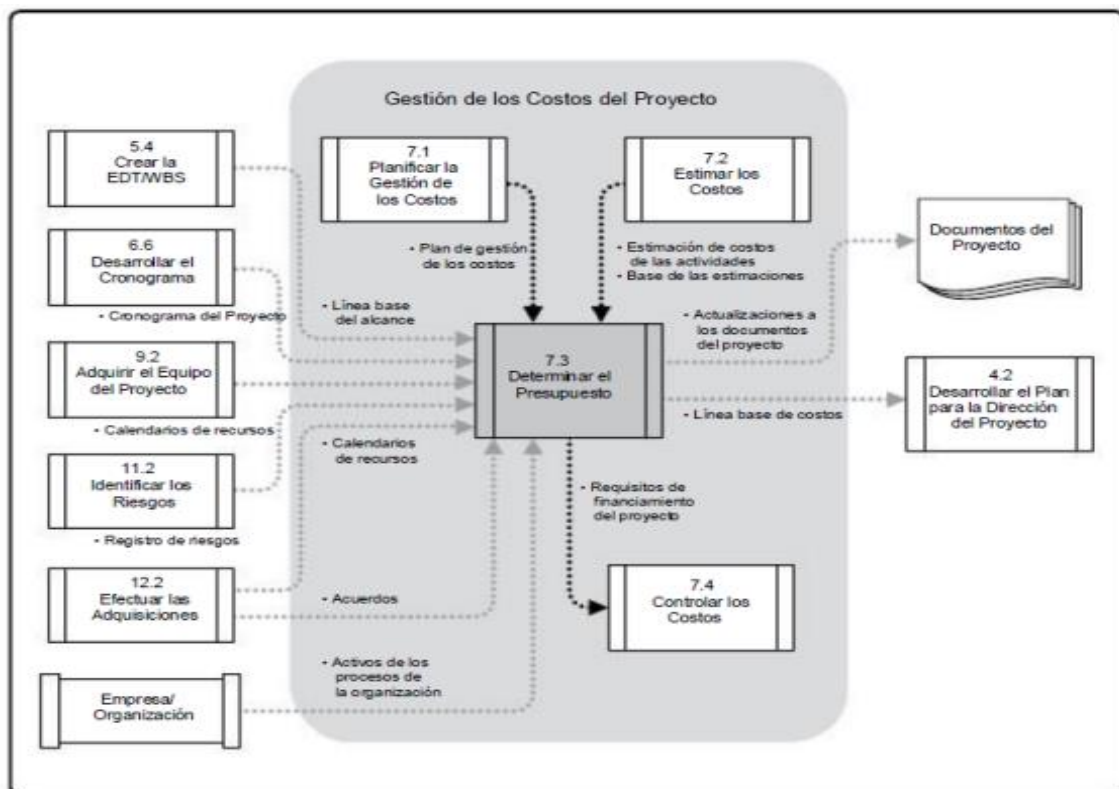 Gestión de los Costos del Proyecto
5.4
Crear la
EDT/WBS
6.6
Desarrollar el
Cronograma
• Cronograma del Proyecto
9.2
Adquirir el Equipo
del Proyecto
• Calendarios de recursos
11.2
Identificar los
Riesgos
• Registro de riesgos
12.2
Efectuar las
Adquisiciones
Empresa/
Organización
7.1
Planificar la
Gestión de
los Costos
• Plan de gestión
de los costos
7.2
Estimar los
Costos
• Estimación de costos
de las actividades
• Base de las estimaciones
• Línea base
del alcance
7.3
Determinar el
Presupuesto
• Calendarios
de recursos
• Acuerdos
• Activos de los
procesos de
la organización
• Requisitos de
financiamiento
del proyecto
7.4
Controlar los
Costos
• Actualizaciones a
los documentos
del proyecto
• Línea base de costos
Documentos del
Proyecto
4.2
Desarrollar el Plan
para la Dirección
del Proyecto